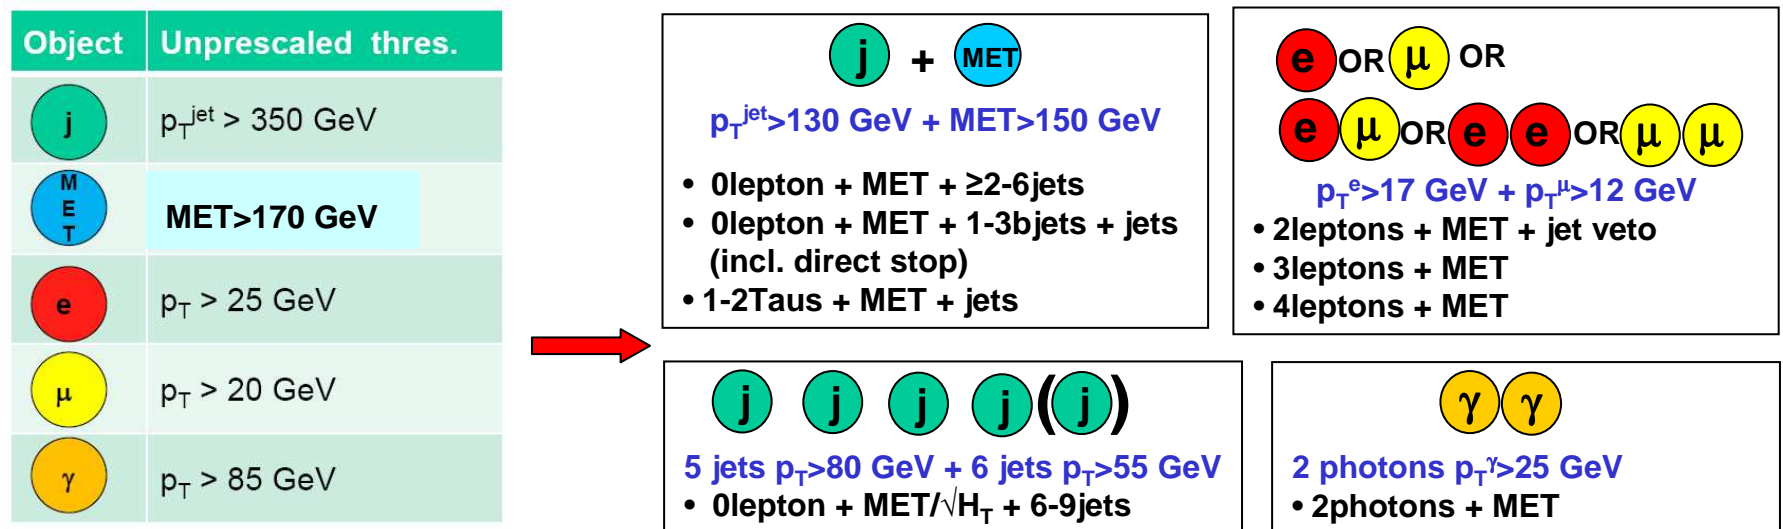 Object Unprescaled thres.
j pTjet > 350 GeV
MET MET>170 GeV
e pT > 25 GeV
μ pT > 20 GeV
γ pT > 85 GeV
j + MET
pTjet>130 GeV + MET>150 GeV
• 0lepton + MET + ≥2-6jets
• 0lepton + MET + 1-3bjets + jets
(incl. direct stop)
• 1-2Taus + MET + jets
e OR μ OR
e μ OR e e OR μ μ
pTe>17 GeV + pTμ>12 GeV
• 2leptons + MET + jet veto
• 3leptons + MET
• 4leptons + MET
j j j j (j)
5 jets pT>80 GeV + 6 jets pT>55 GeV
• 0lepton + MET/√HT + 6-9jets
γ γ
2 photons pTγ>25 GeV
• 2photons + MET